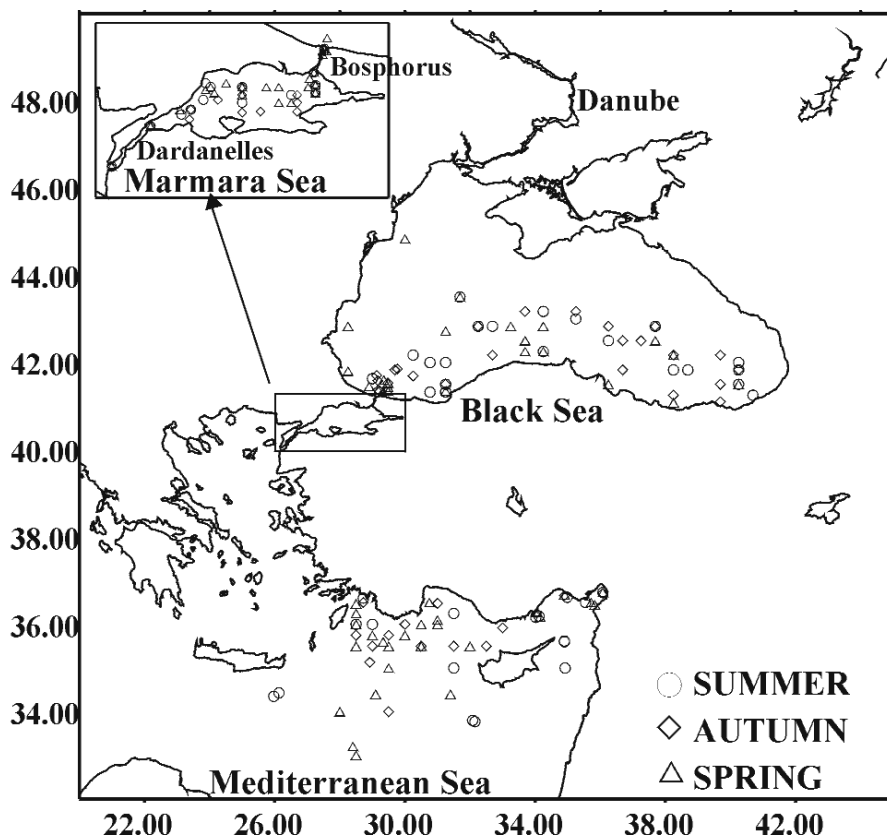 Bosphorus
Dardanelles
Marmara Sea
Danube
Black Sea
Mediterranean Sea
SUMMER
AUTUMN
SPRING
48.00
46.00
44.00
42.00
40.00
38.00
36.00
34.00
22.00 26.00 30.00 34.00 38.00 42.00